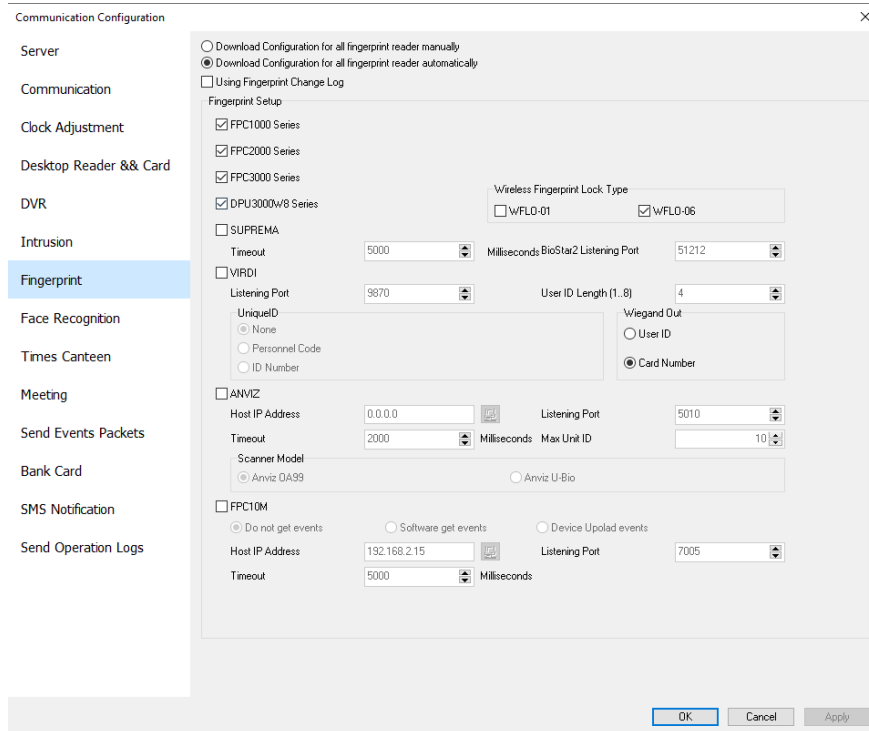 Communication Configuration
Server
Communication
Clock Adjustment
Desktop Reader && Card
DVR
Intrusion
Fingerprint
Face Recognition
Times Canteen
Meeting
Send Events Packets
Bank Card
SMS Notification
Send Operation Logs
Download Configuration for all fingerprint reader manually
Download Configuration for all fingerprint reader automatically
Using Fingerprint Change Log
Fingerprint Setup
FPC1000 Series
FPC2000 Series
FPC3000 Series
DPU3000W8 Series
Wireless Fingerprint Lock Type
WFLO-01 WFLO-06
SUPREMA
Timeout 5000 Milliseconds BioStar2 Listening Port 51212
VIRDI
Listening Port 9870 User ID Length (1..8) 4
UniqueID
None
Personnel Code
ID Number
Wiegand Out
User ID
Card Number
ANVIZ
Host IP Address 0.0.0.0 Listening Port 5010
Timeout 2000 Milliseconds Max Unit ID 10
Scanner Model
Anviz OA99 Anviz U-Bio
FPC10M
Do not get events Software get events Device Upolad events
Host IP Address 192.168.2.15 Listening Port 7005
Timeout 5000 Milliseconds
OK Cancel Apply